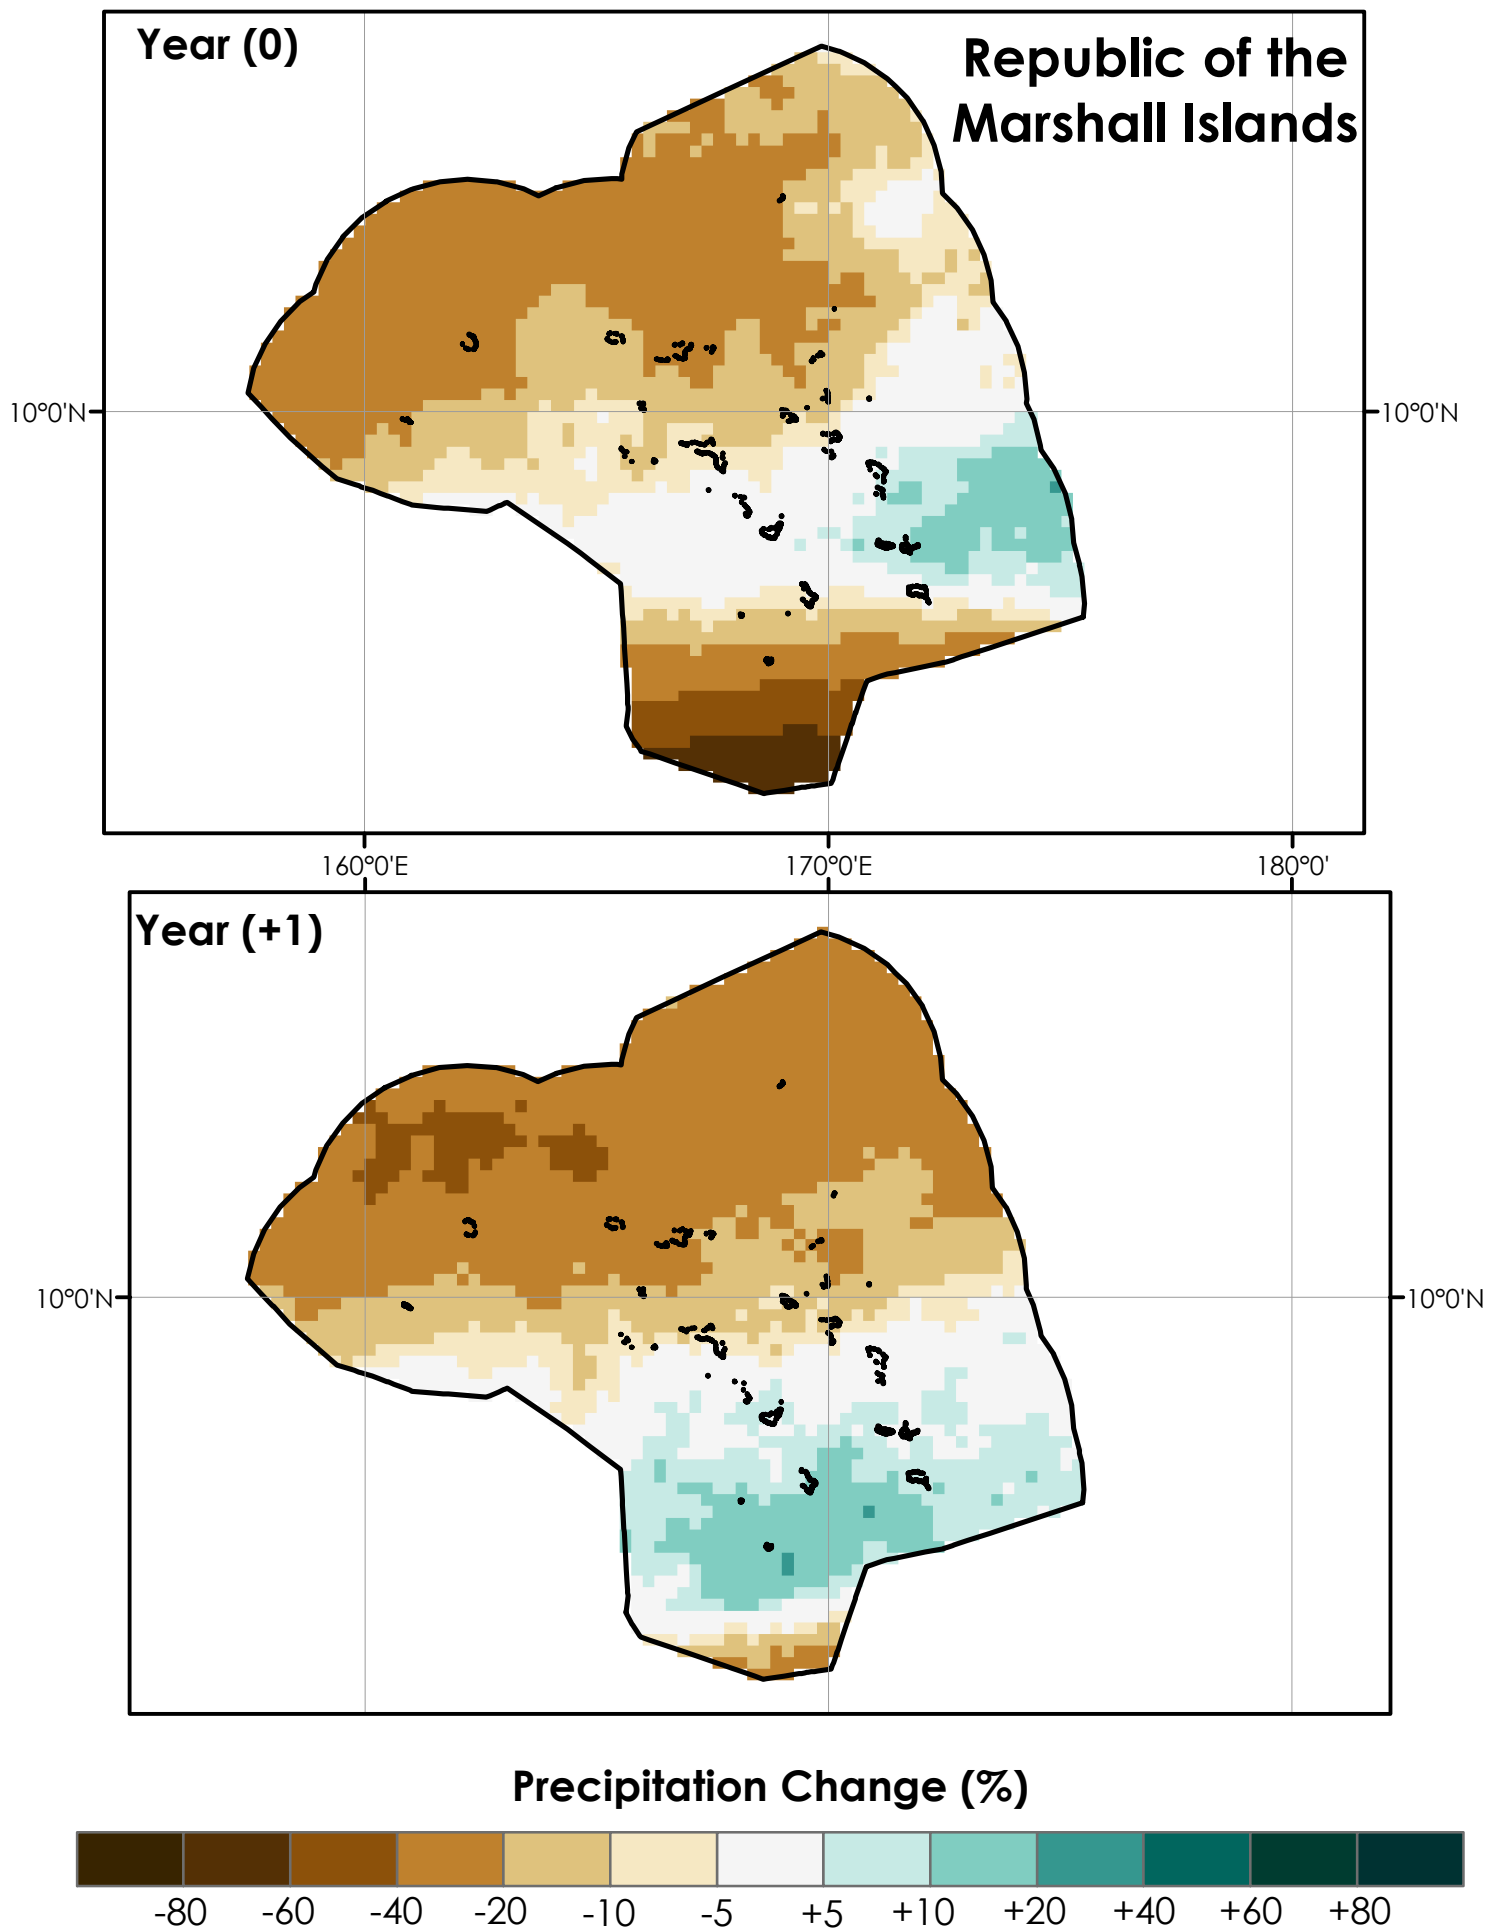 Year (0)
Republic of the
Marshall Islands
10°0'N
10°0'N
160°0'E
170°0'E
180°0'
Year (+1)
10°0'N
10°0'N
Precipitation Change (%)
-80
-60
-40
-20
-10
-5
+5
+10
+20
+40
+60
+80